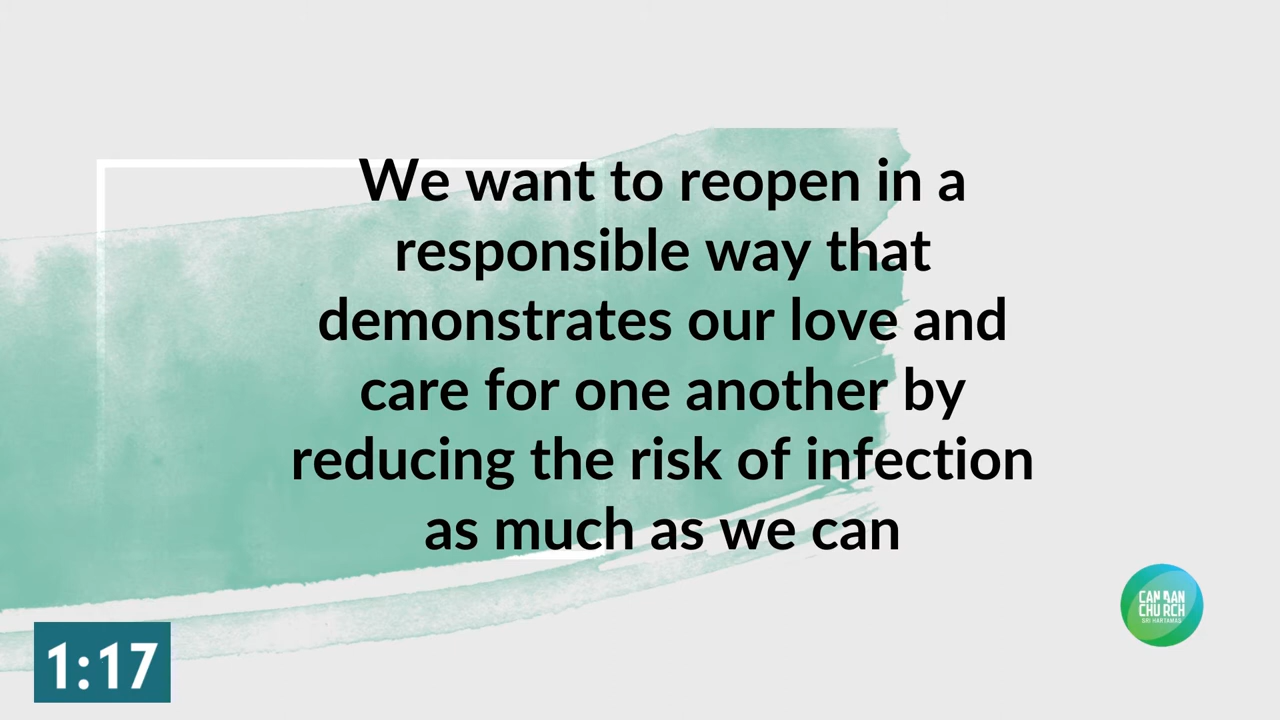 We want to reopen in a
responsible way that
demonstrates our love and
care for one another by
reducing the risk of infection
as much as we can
CANAAN
CHURCH
SRI HARTAMAS
1:17